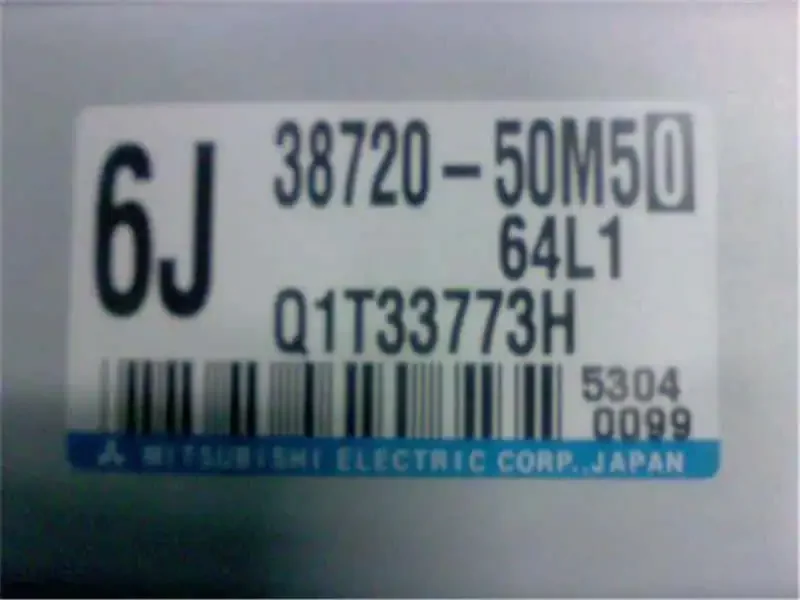 6J
38720-50M50
64L1
Q1T33773H
5304
0099
MITSUBISHI ELECTRIC CORP., JAPAN